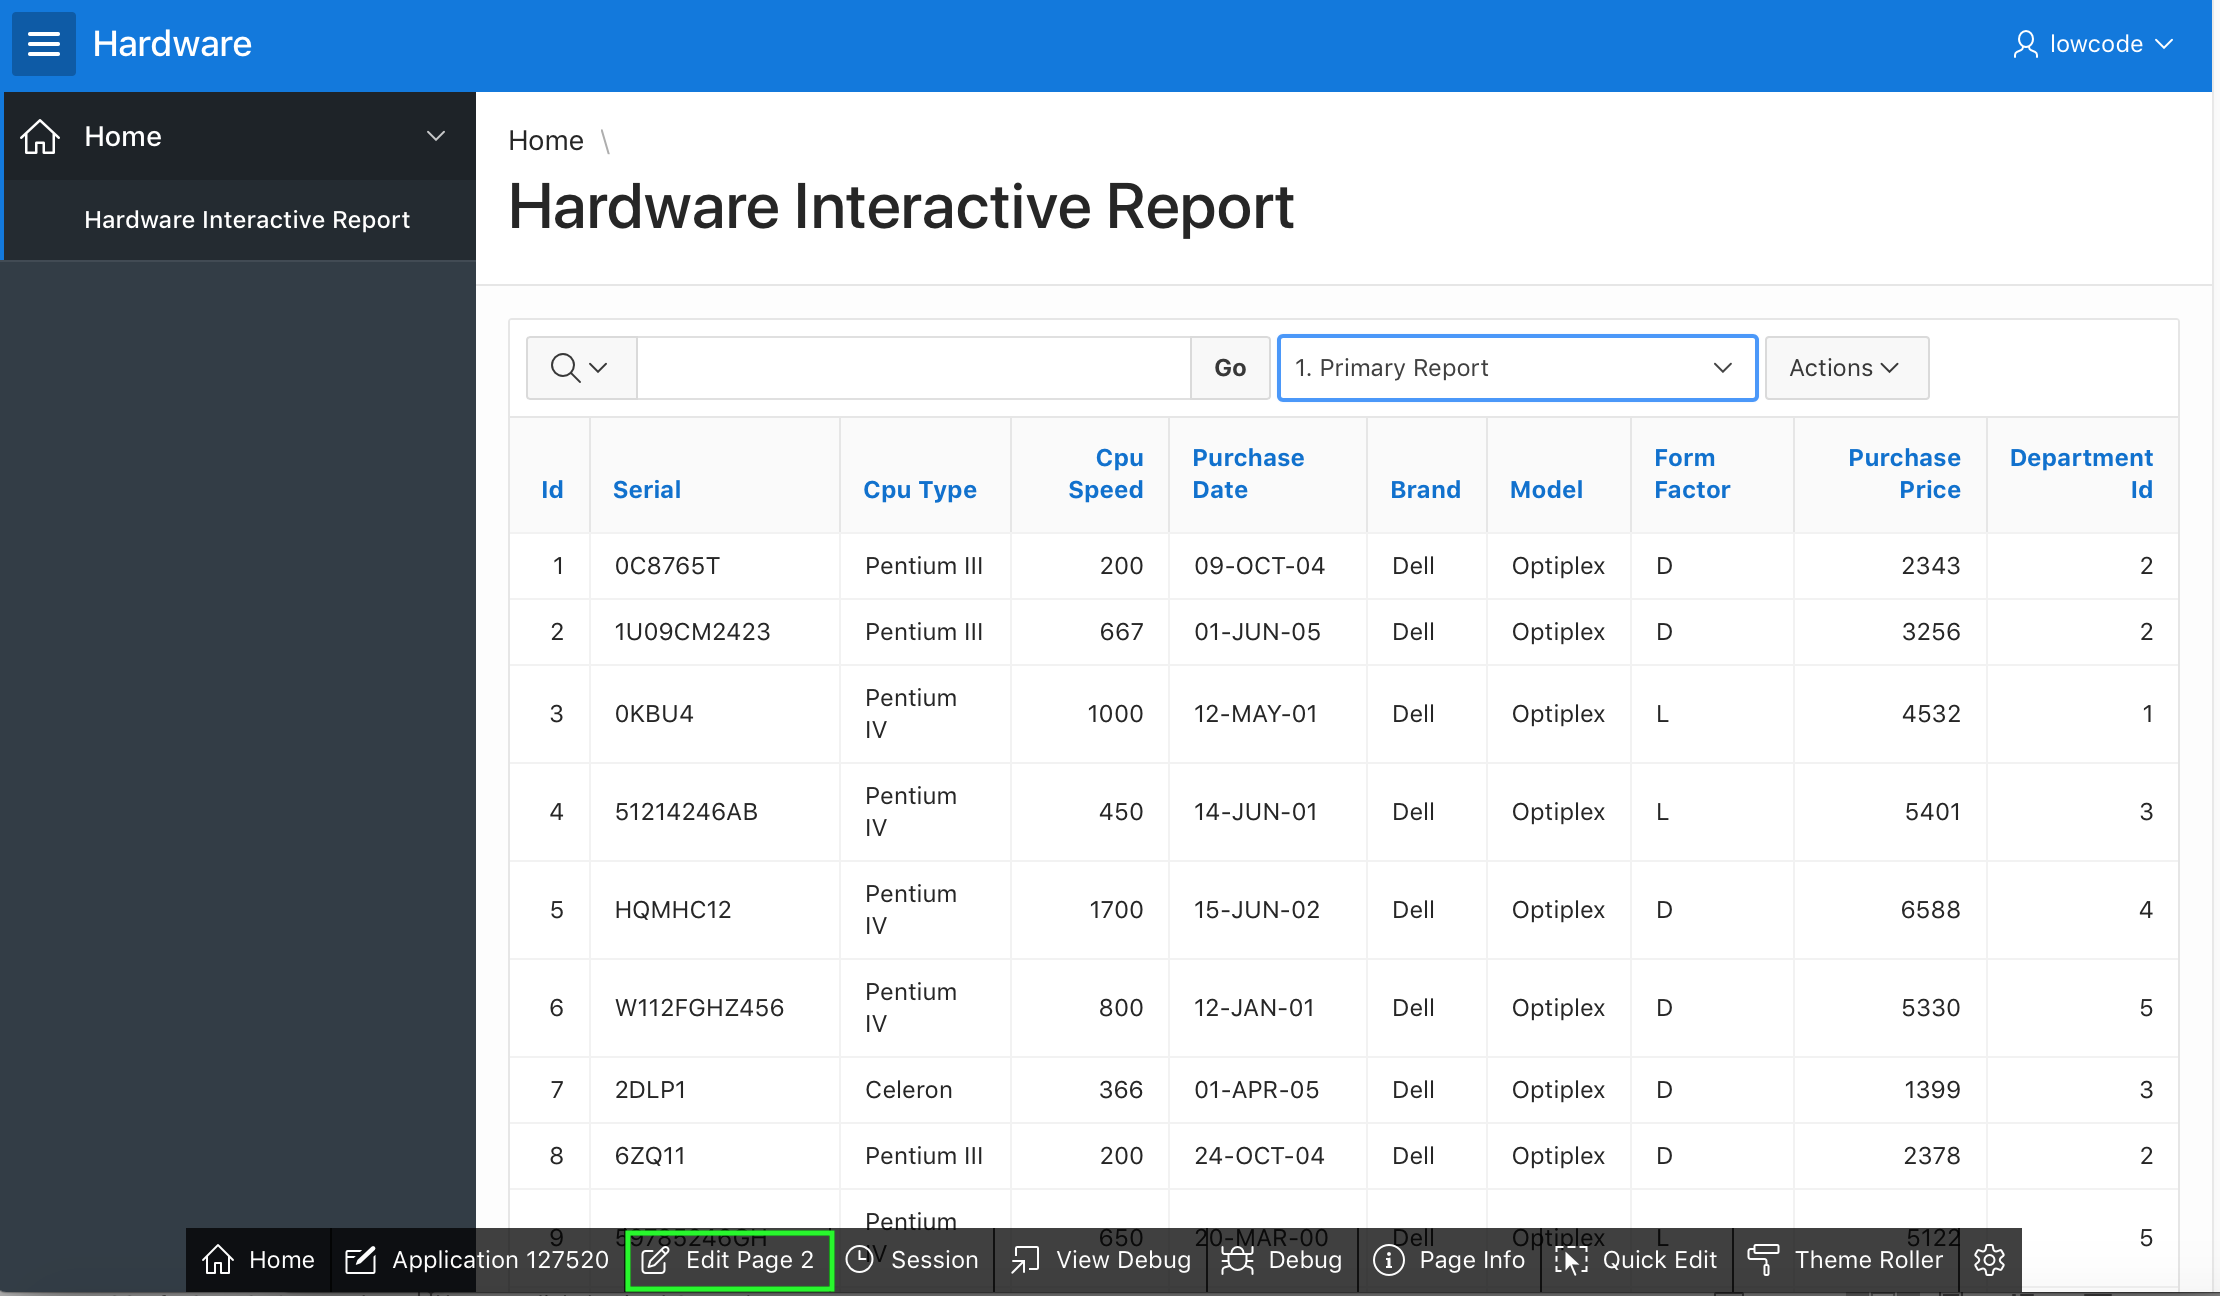 Hardware
lowcode
Home
Hardware Interactive Report
Home \
Hardware Interactive Report
Go
1. Primary Report
Actions
Id Serial Cpu Type Cpu Speed Purchase Date Brand Model Form Factor Purchase Price Department Id
1 0C8765T Pentium III 200 09-OCT-04 Dell Optiplex D 2343 2
2 1U09CM2423 Pentium III 667 01-JUN-05 Dell Optiplex D 3256 2
3 0KBU4 Pentium IV 1000 12-MAY-01 Dell Optiplex L 4532 1
4 51214246AB Pentium IV 450 14-JUN-01 Dell Optiplex L 5401 3
5 HQMHC12 Pentium IV 1700 15-JUN-02 Dell Optiplex D 6588 4
6 W112FGHZ456 Pentium IV 800 12-JAN-01 Dell Optiplex D 5330 5
7 2DLP1 Celeron 366 01-APR-05 Dell Optiplex D 1399 3
8 6ZQ11 Pentium III 200 24-OCT-04 Dell Optiplex D 2378 2
9 59785246GH Pentium 650 20-MAR-00 Dell Optiplex L 5122 5
Home Application 127520 Edit Page 2 Session View Debug Debug Page Info Quick Edit Theme Roller